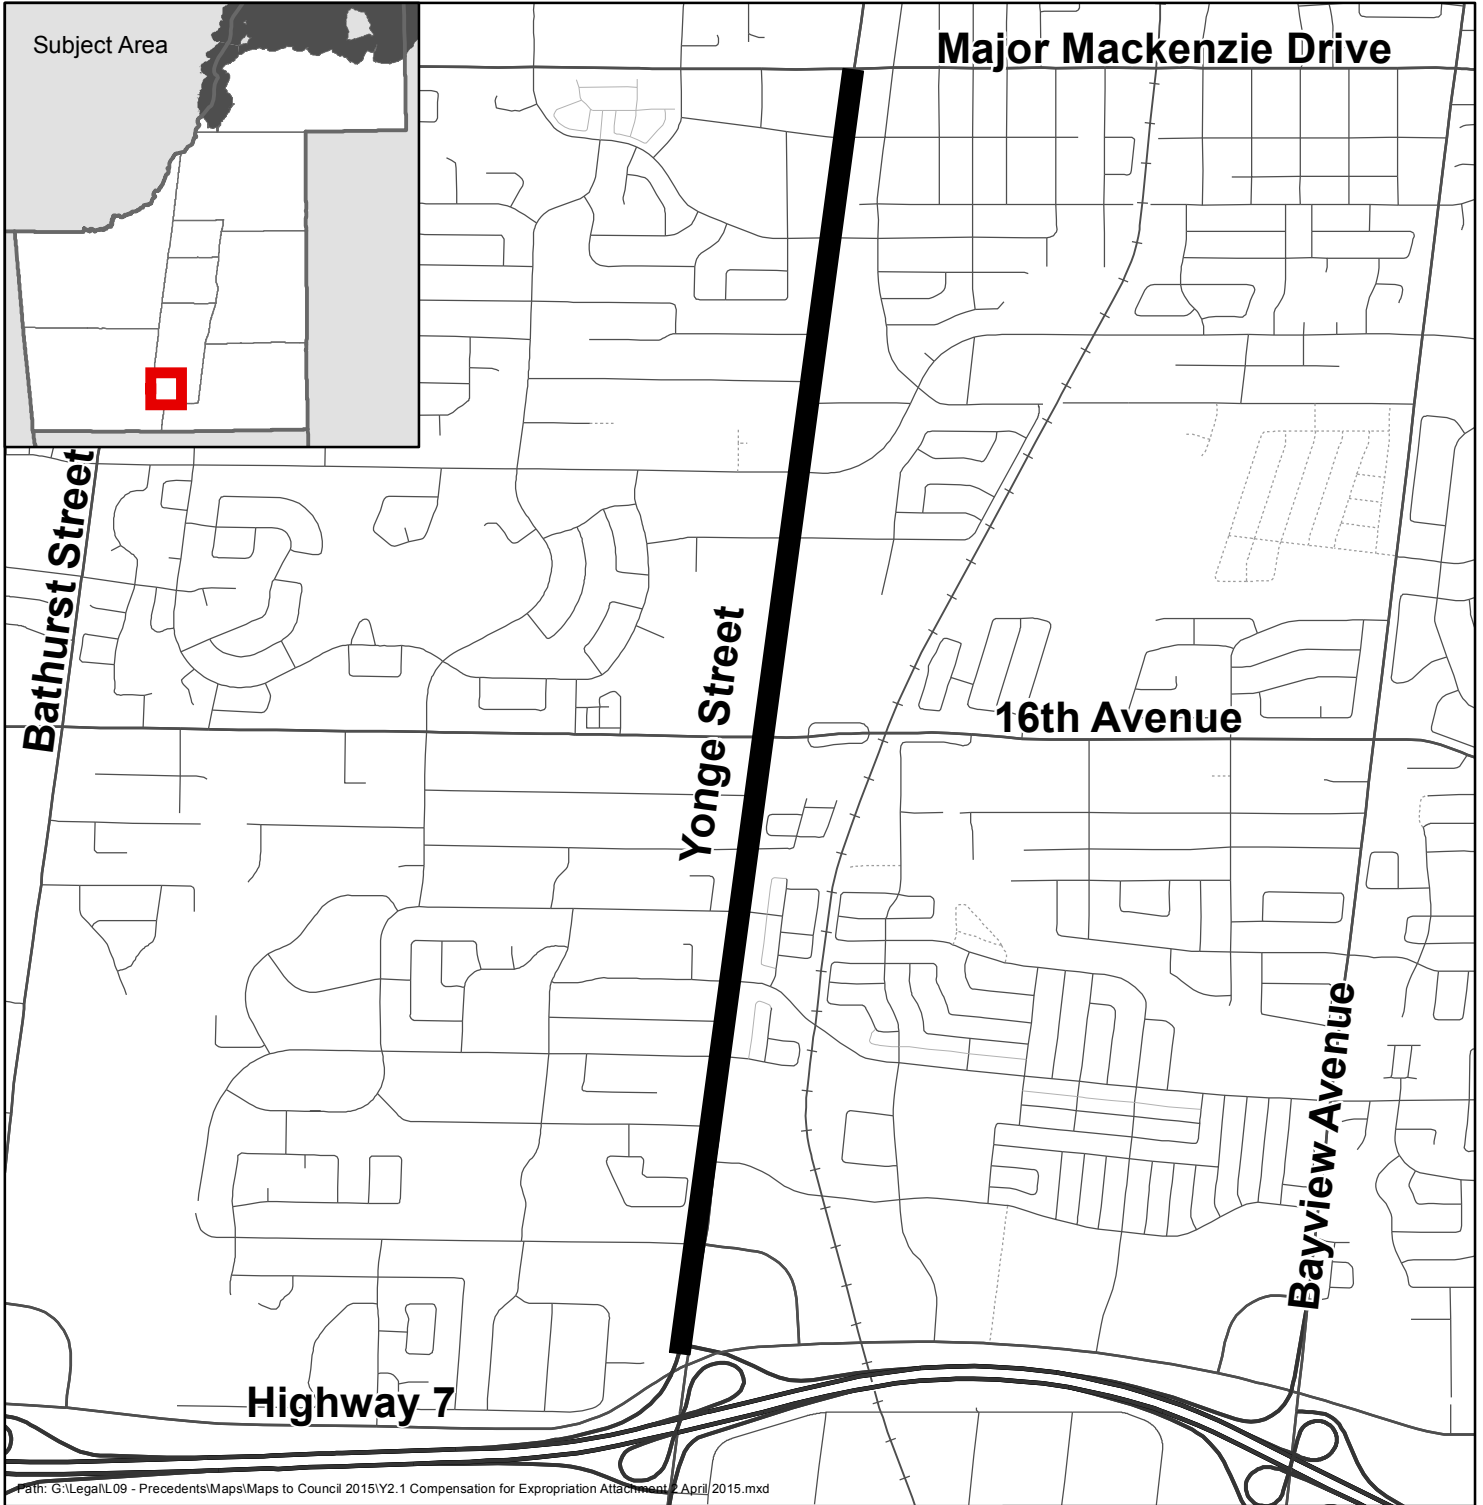 Subject Area
Major Mackenzie Drive
Bathurst Street
Yonge Street
16th Avenue
Bayview Avenue
Highway 7
Path: G:\Legal\L09 - Precedents\Maps\Maps to Council 2015\Y2.1 Compensation for Expropriation Attachment 2 April 2015.mxd